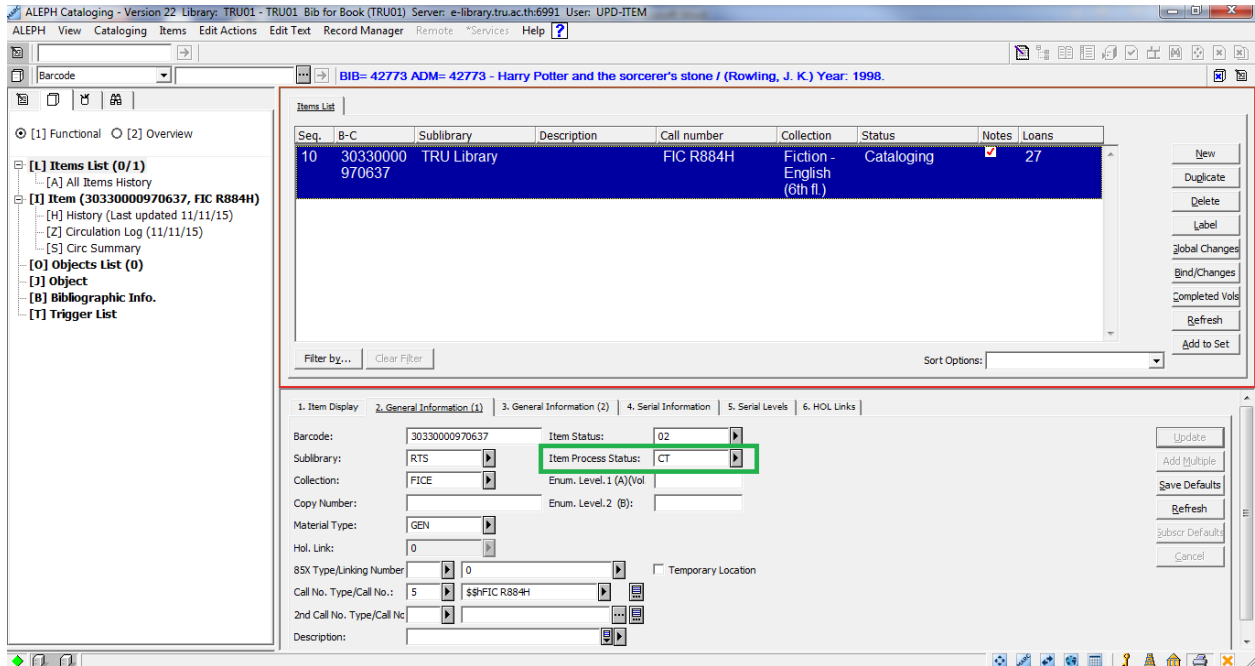 ALEPH Cataloging - Version 22 Library: TRU01 - TRU01 Bib for Book (TRU01) Server: e-library.tru.ac.th:6991 User: UPD-ITEM
ALEPH View Cataloging Items Edit Actions Edit Text Record Manager Remote *Services Help ?
Barcode
BIB= 42773 ADM= 42773 - Harry Potter and the sorcerer's stone / (Rowling, J. K.) Year: 1998.
[1] Functional [2] Overview
[L] Items List (0/1)
[A] All Items History
[I] Item (30330000970637, FIC R884H)
[H] History (Last updated 11/11/15)
[Z] Circulation Log (11/11/15)
[S] Circ Summary
[O] Objects List (0)
[J] Object
[B] Bibliographic Info.
[T] Trigger List
Items List
Seq. B-C Sublibrary Description Call number Collection Status Notes Loans
10 30330000 TRU Library FIC R884H Fiction - Cataloging 27
970637 English
(6th fl.)
New
Duplicate
Delete
Label
Global Changes
Bind/Changes
Completed Vols
Refresh
Add to Set
Filter by... Clear Filter Sort Options:
1. Item Display 2. General Information (1) 3. General Information (2) 4. Serial Information 5. Serial Levels 6. HOL Links
Barcode: 30330000970637 Item Status: 02
Sublibrary: RTS Item Process Status: CT
Collection: FICE Enum. Level.1 (A)(Vol
Copy Number: Enum. Level.2 (B):
Material Type: GEN
Hol. Link: 0
85X Type/Linking Number 0 Temporary Location
Call No. Type/Call No.: 5 $$hFIC R884H
2nd Call No. Type/Call Nc
Description:
Update
Add Multiple
Save Defaults
Refresh
Subscr Defaults
Cancel